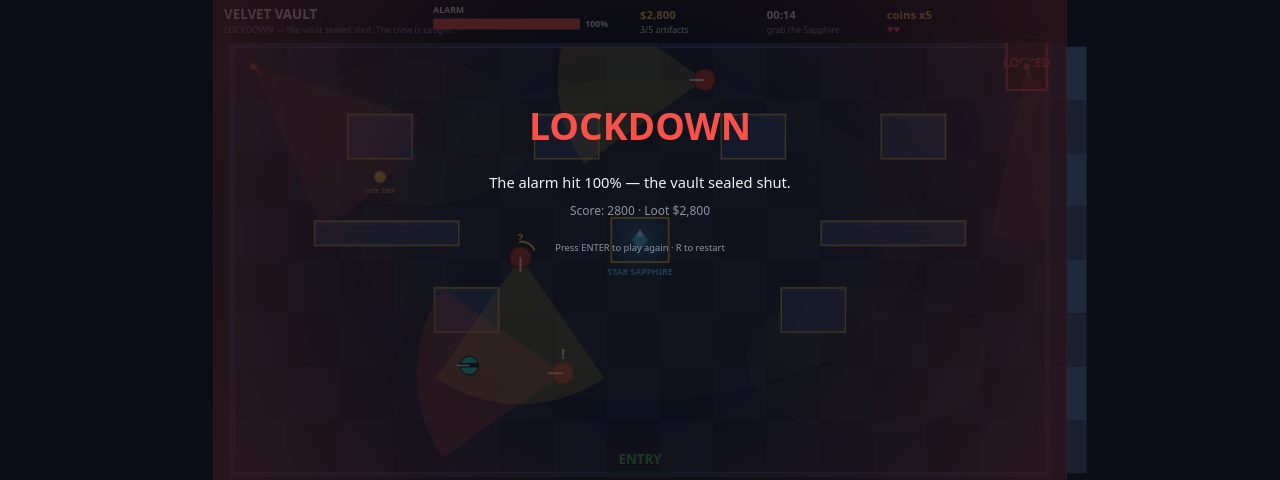 VELVET VAULT
LOCKDOWN — the vault sealed shut. The crew is caught.
ALARM
100%
$2,800
3/5 artifacts
00:14
grab the Sapphire
coins x5
♥♥
LOCKED
LOCKDOWN
The alarm hit 100% — the vault sealed shut.
Jade Idol
Score: 2800 · Loot $2,800
?
Press ENTER to play again · R to restart
STAR SAPPHIRE
!
ENTRY